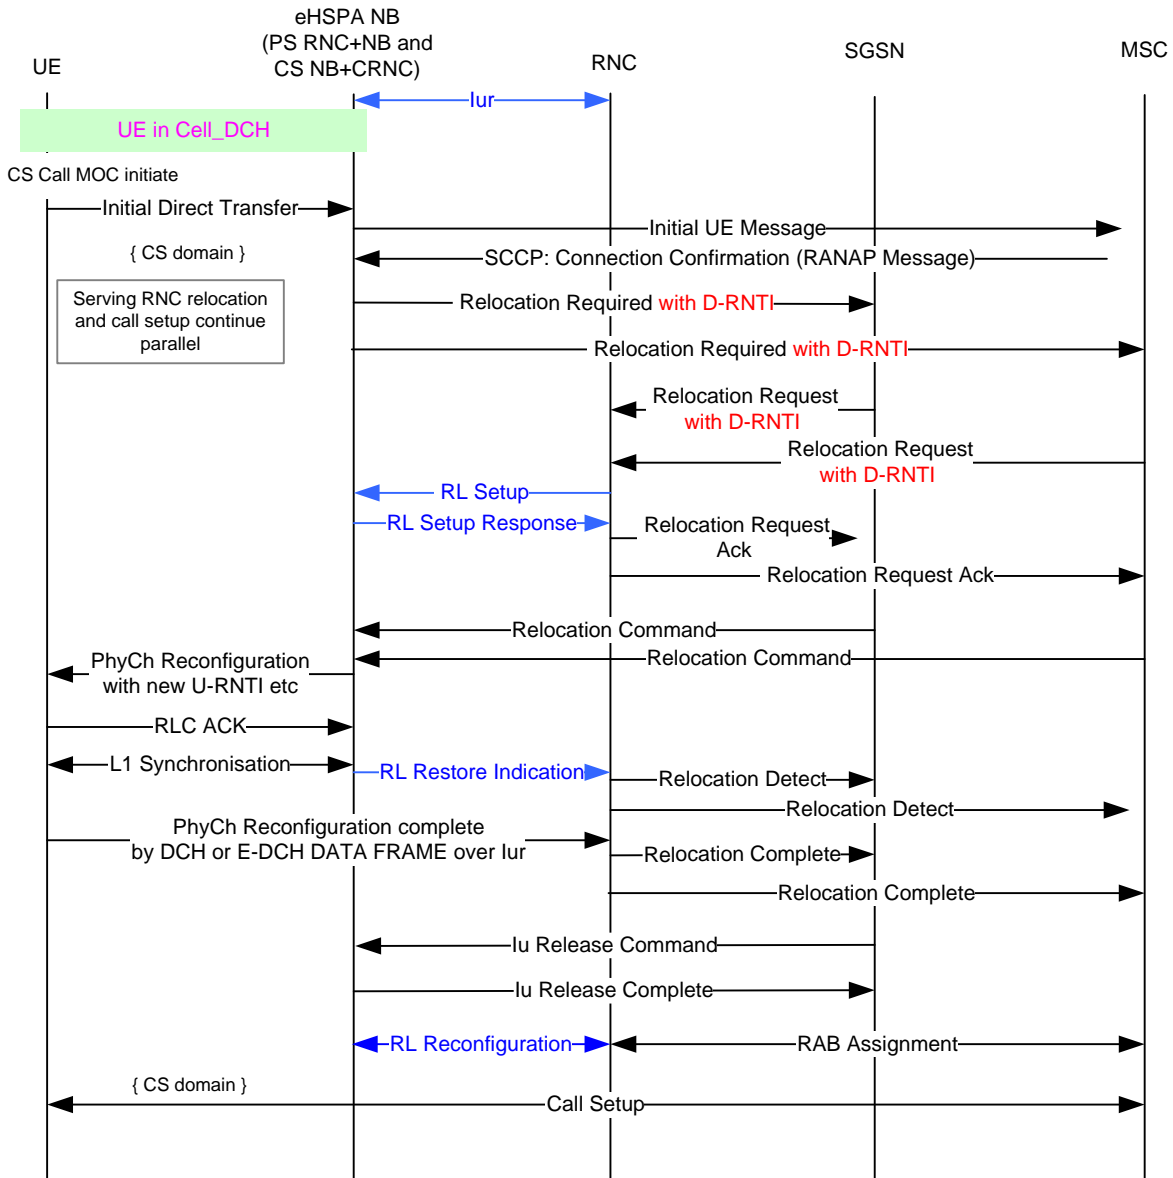 eHSPA NB
(PS RNC+NB and
CS NB+CRNC)
UE
RNC
SGSN
MSC
Iur
UE in Cell_DCH
CS Call MOC initiate
Initial Direct Transfer
Initial UE Message
{ CS domain }
SCCP: Connection Confirmation (RANAP Message)
Serving RNC relocation
and call setup continue
parallel
Relocation Required with D-RNTI
Relocation Required with D-RNTI
Relocation Request
with D-RNTI
Relocation Request
with D-RNTI
RL Setup
RL Setup Response
Relocation Request
Ack
Relocation Request Ack
Relocation Command
Relocation Command
PhyCh Reconfiguration
with new U-RNTI etc
RLC ACK
L1 Synchronisation
RL Restore Indication
Relocation Detect
Relocation Detect
PhyCh Reconfiguration complete
by DCH or E-DCH DATA FRAME over Iur
Relocation Complete
Relocation Complete
Iu Release Command
Iu Release Complete
RL Reconfiguration
RAB Assignment
{ CS domain }
Call Setup